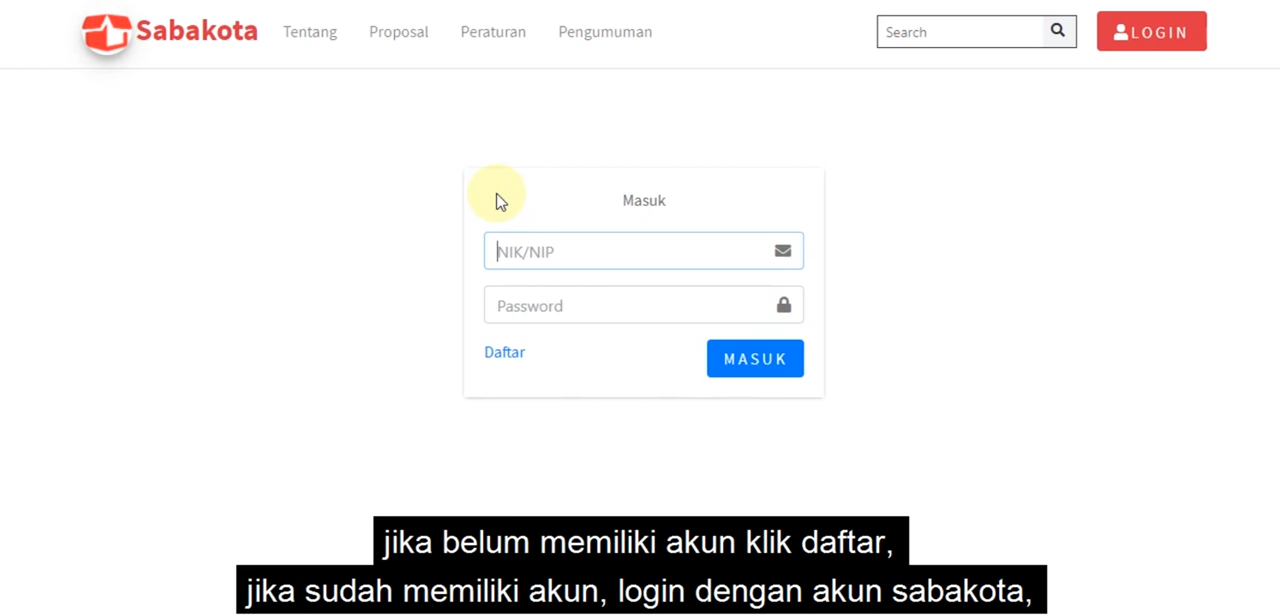 Sabakota Tentang Proposal Peraturan Pengumuman Search LOGIN
Masuk
NIK/NIP
Password
Daftar MASUK
jika belum memiliki akun klik daftar,
jika sudah memiliki akun, login dengan akun sabakota,